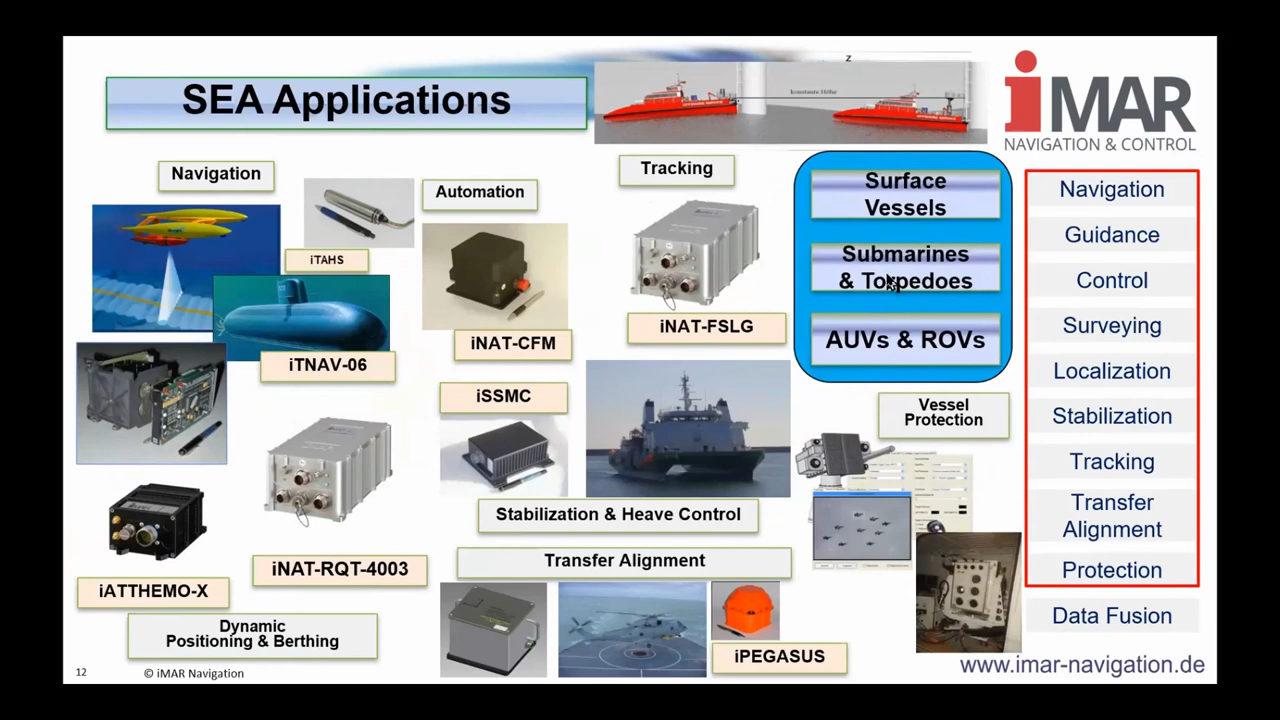 SEA Applications
z
konstante Höhe
iMAR
NAVIGATION & CONTROL
Navigation
iTAHS
iTNAV-06
iATTHEMO-X
iNAT-RQT-4003
Dynamic
Positioning & Berthing
Automation
iNAT-CFM
iSSMC
Tracking
iNAT-FSLG
Stabilization & Heave Control
Transfer Alignment
iPEGASUS
Surface
Vessels
Submarines
& Torpedoes
AUVs & ROVs
Vessel
Protection
Navigation
Guidance
Control
Surveying
Localization
Stabilization
Tracking
Transfer
Alignment
Protection
Data Fusion
12
© iMAR Navigation
www.imar-navigation.de